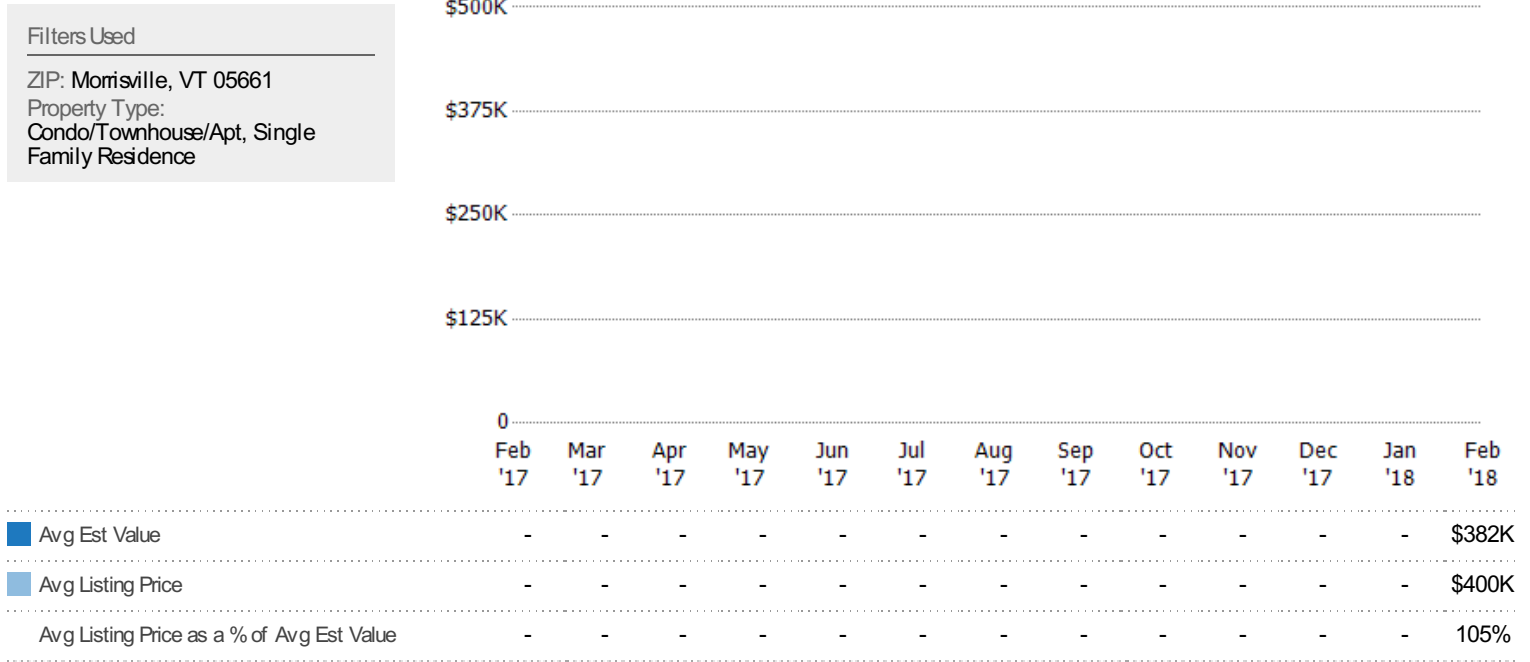 Filters Used
ZIP: Morrisville, VT 05661
Property Type:
Condo/Townhouse/Apt, Single
Family Residence
$500K
$375K
$250K
$125K
0
Feb Mar Apr May Jun Jul Aug Sep Oct Nov Dec Jan Feb
'17 '17 '17 '17 '17 '17 '17 '17 '17 '17 '17 '18 '18
Avg Est Value - - - - - - - - - - - - $382K
Avg Listing Price - - - - - - - - - - - - $400K
Avg Listing Price as a % of Avg Est Value - - - - - - - - - - - - 105%